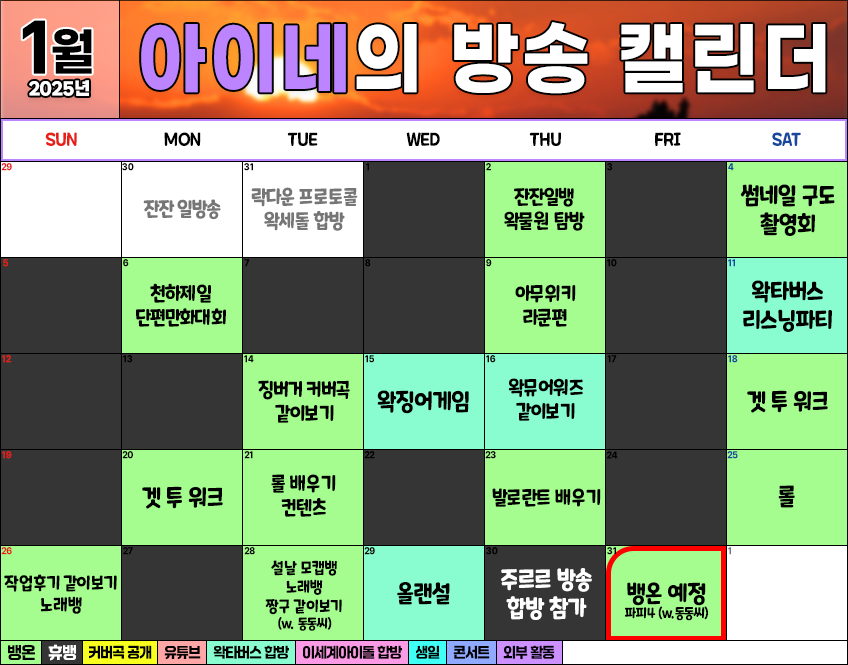 1월
2025년
아이네의 방송 캘린더
SUN MON TUE WED THU FRI SAT
29 30 31 1 2 3 4
잔잔 일방송
락다운 프로토콜
왁세돌 합방
잔잔일뱅
왁물원 탐방
썸네일 구도
촬영회
5 6 7 8 9 10 11
천하제일
단편만화대회
아무위키
라쿤편
왁타버스
리스닝파티
12 13 14 15 16 17 18
징버거 커버곡
같이보기
왁징어게임
왁뮤어워즈
같이보기
겟 투 워크
19 20 21 22 23 24 25
겟 투 워크
롤 배우기
컨텐츠
발로란트 배우기
롤
26 27 28 29 30 31 1
작업후기 같이보기
노래뱅
설날 모캡뱅
노래뱅
짱구 같이보기
(w. 동동씨)
올랜설
주르르 방송
합방 참가
뱅온 예정
파피4 (w.동동씨)
뱅온 휴뱅 커버곡 공개 유튜브 왁타버스 합방 이세계아이돌 합방 생일 콘서트 외부 활동